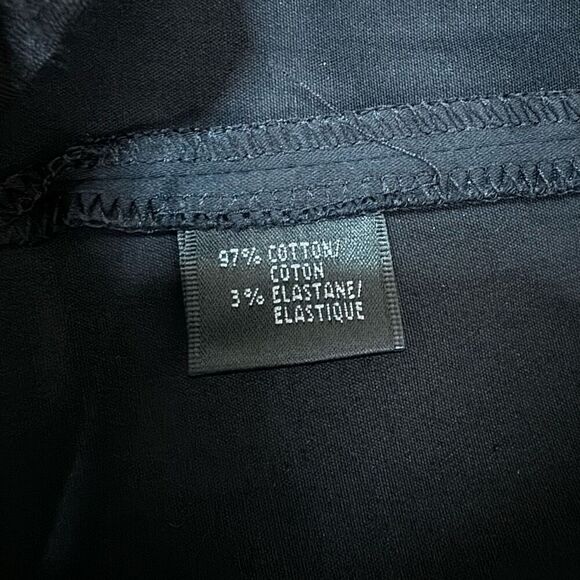 97% COTTON/
COTON
3% ELASTANE/
ELASTIQUE